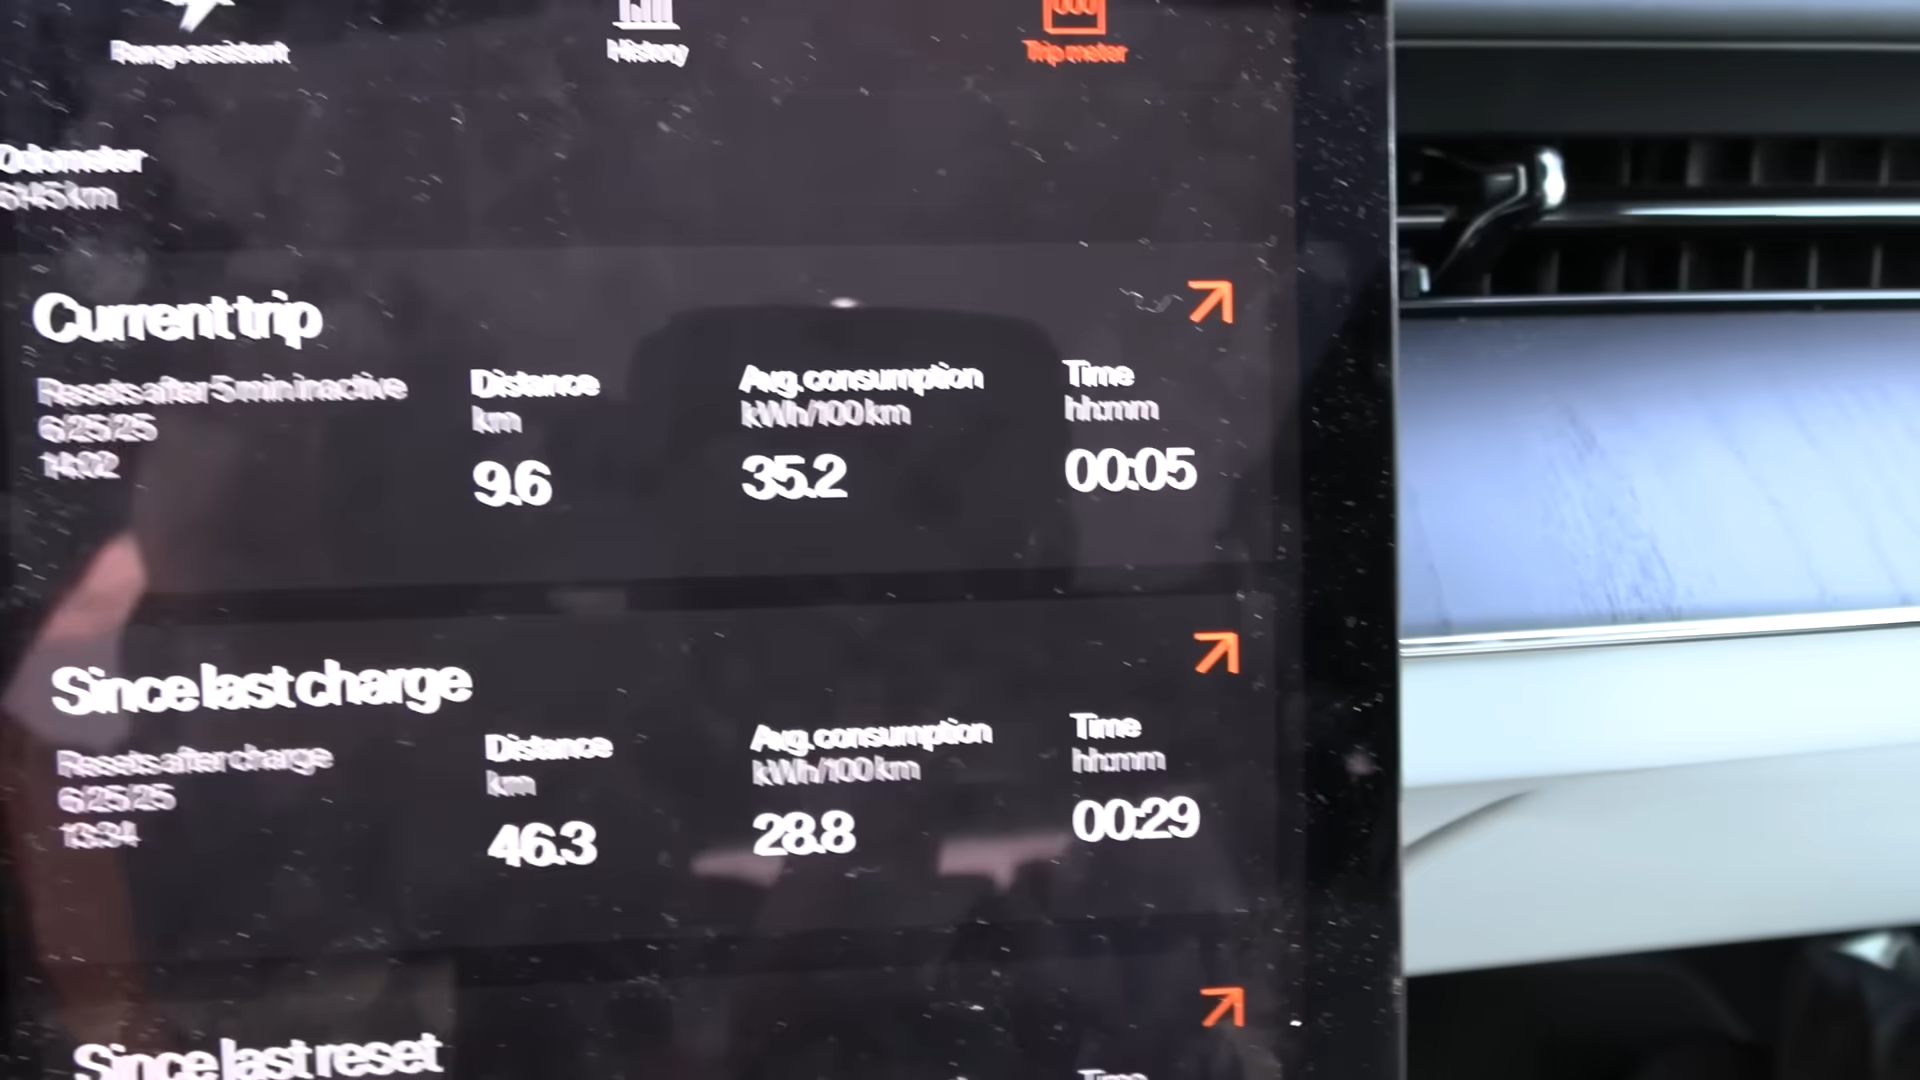 Range assistant
History
Trip meter
Odometer
6145 km
Current trip
Resets after 5 min inactive
6/25/25
14:02
Distance
km
9.6
Avg. consumption
kWh/100 km
35.2
Time
hh:mm
00:05
Since last charge
Resets after charge
6/25/25
13:34
Distance
km
46.3
Avg. consumption
kWh/100 km
28.8
Time
hh:mm
00:29
Since last reset
Time